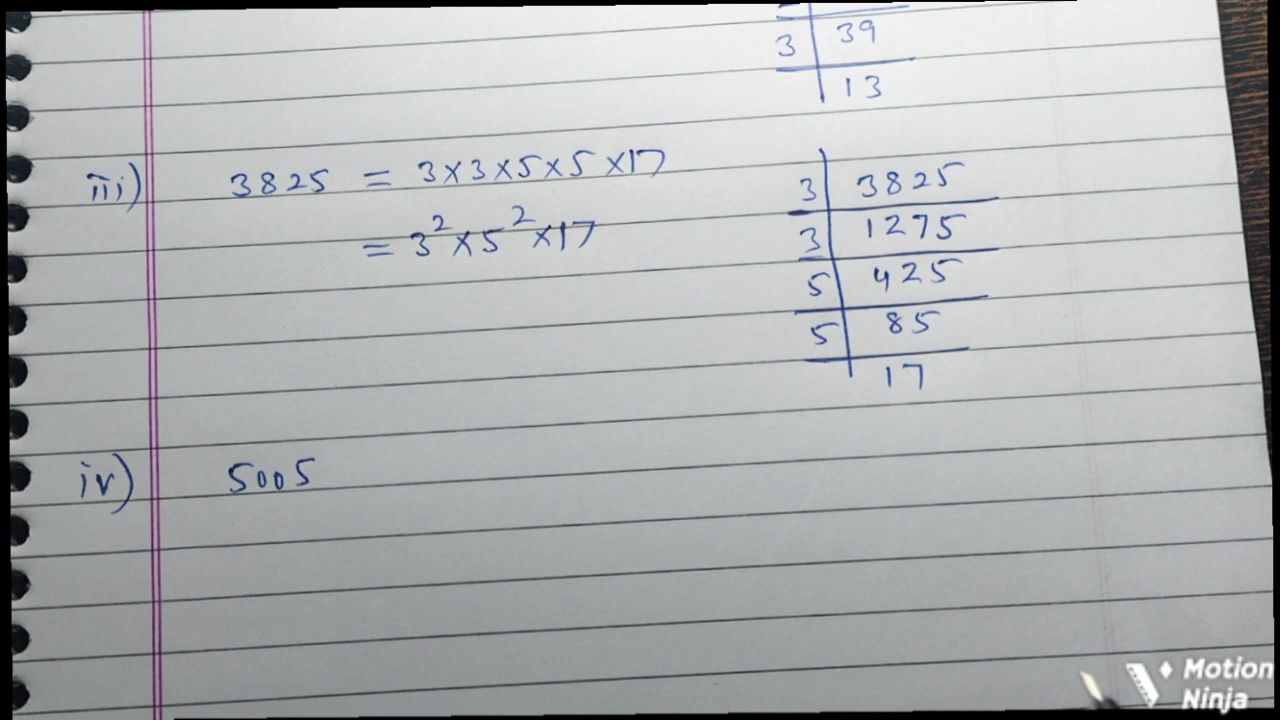 3 | 39
13
iii) 3825 = 3×3×5×5×17
= 3²×5²×17
3 | 3825
3 | 1275
5 | 425
5 | 85
17
iv) 5005
Motion
Ninja